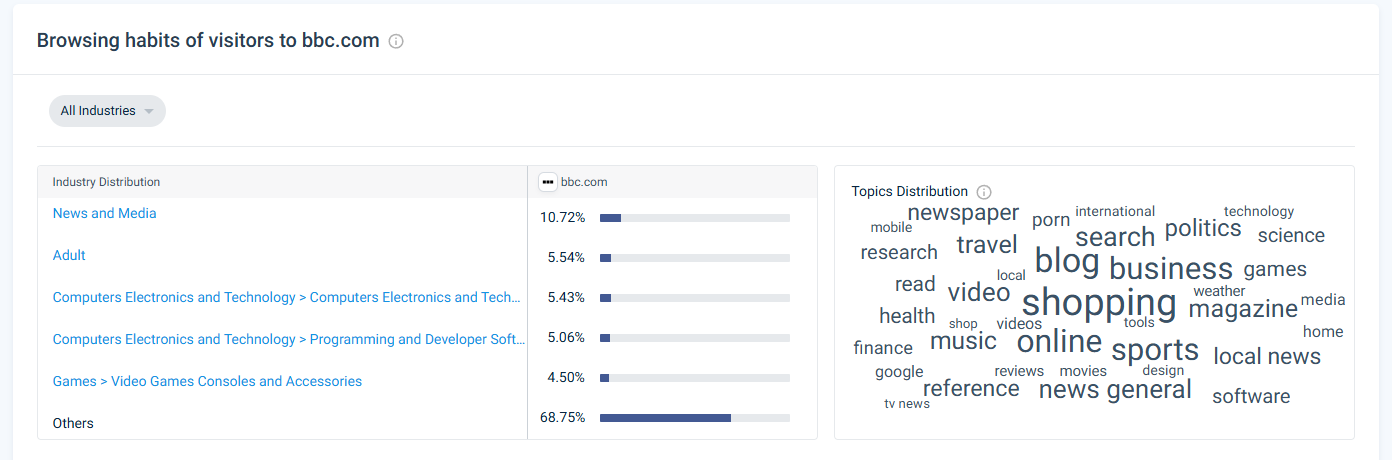 Browsing habits of visitors to bbc.com
All Industries
Industry Distribution
bbc.com
News and Media
10.72%
Adult
5.54%
Computers Electronics and Technology > Computers Electronics and Tech...
5.43%
Computers Electronics and Technology > Programming and Developer Soft...
5.06%
Games > Video Games Consoles and Accessories
4.50%
Others
68.75%
Topics Distribution
newspaper porn international technology
mobile search politics science
research travel
blog business games
read local
video shopping weather magazine media
health shop videos tools
finance music online sports local news home
google reviews movies design
reference news general software
tv news